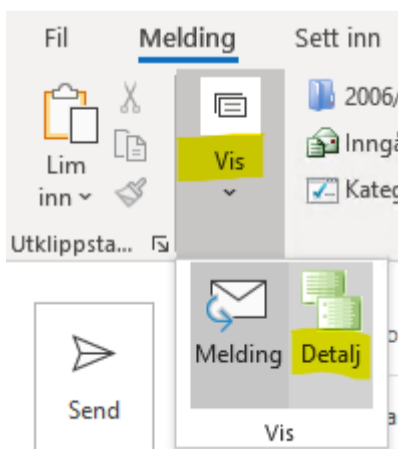 Fil Melding Sett inn
2006/
Lim
inn
Vis
Inngå
Kateg
Utklippsta...
Melding Detalj
Send
Vis